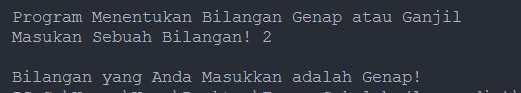 Program Menentukan Bilangan Genap atau Ganjil
Masukan Sebuah Bilangan! 2
Bilangan yang Anda Masukkan adalah Genap!